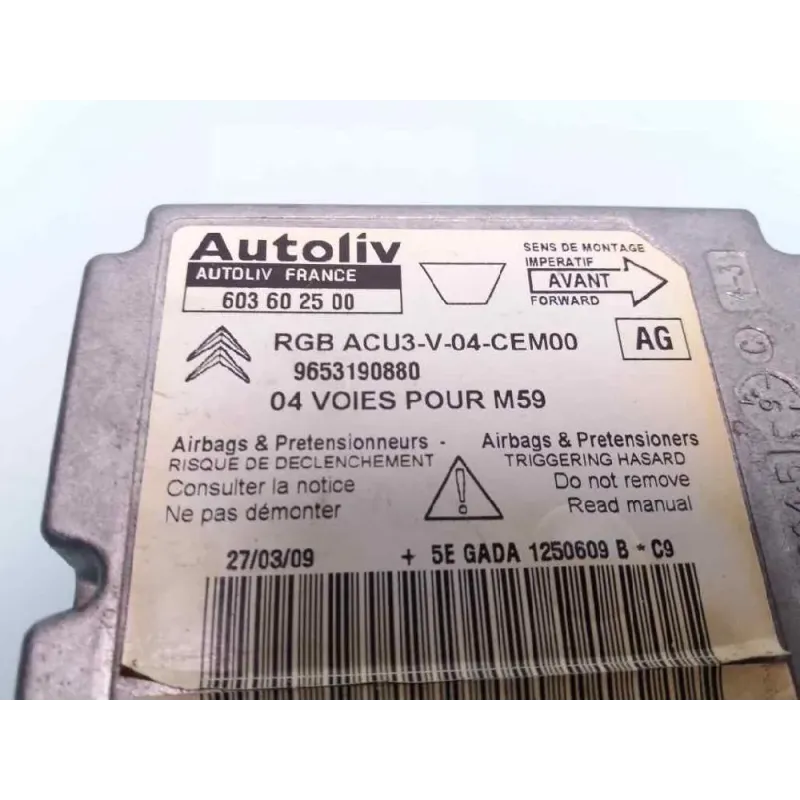 Autoliv
AUTOLIV FRANCE
603 60 25 00
SENS DE MONTAGE
IMPERATIF
AVANT
FORWARD
RGB ACU3-V-04-CEM00
AG
9653190880
04 VOIES POUR M59
Airbags & Pretensionneurs -
RISQUE DE DECLENCHEMENT
Consulter la notice
Ne pas démonter
Airbags & Pretensioners
TRIGGERING HASARD
Do not remove
Read manual
27/03/09 + 5E GADA 1250609 B * C9